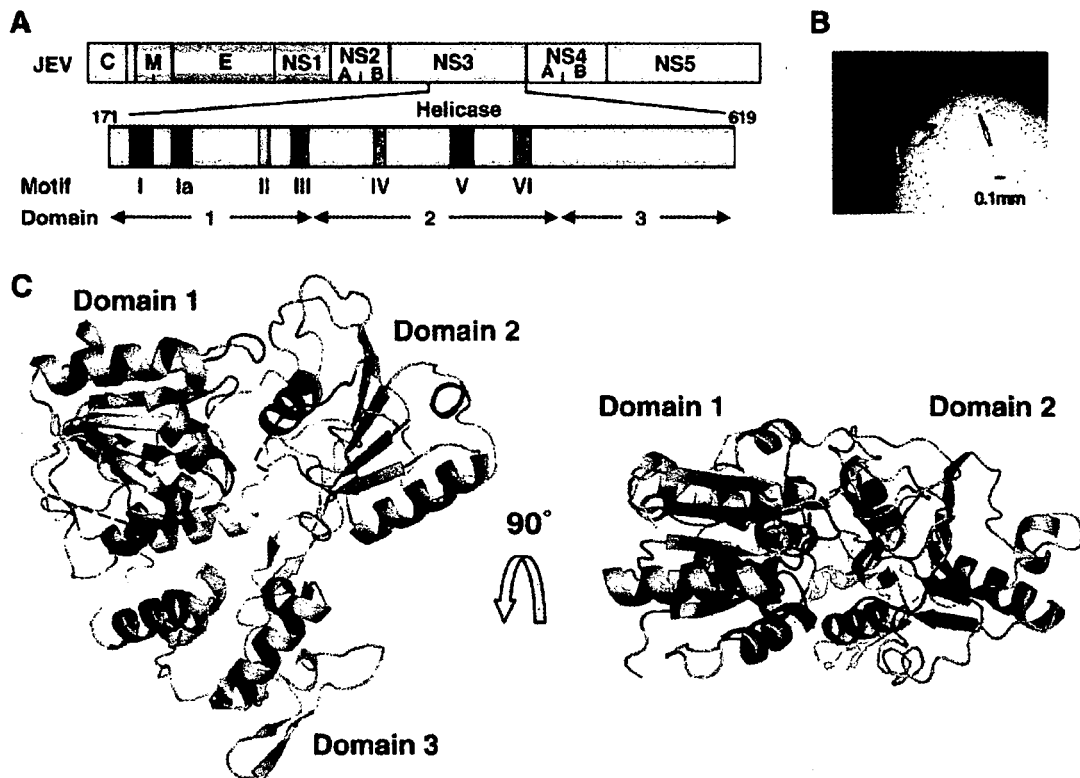 A
B
JEV C M E NS1 NS2 A B NS3 NS4 A B NS5
171 Helicase 619
Motif I Ia II III IV V VI
Domain 1 2 3
0.1mm
C
Domain 1
Domain 2
Domain 3
90°
Domain 1
Domain 2